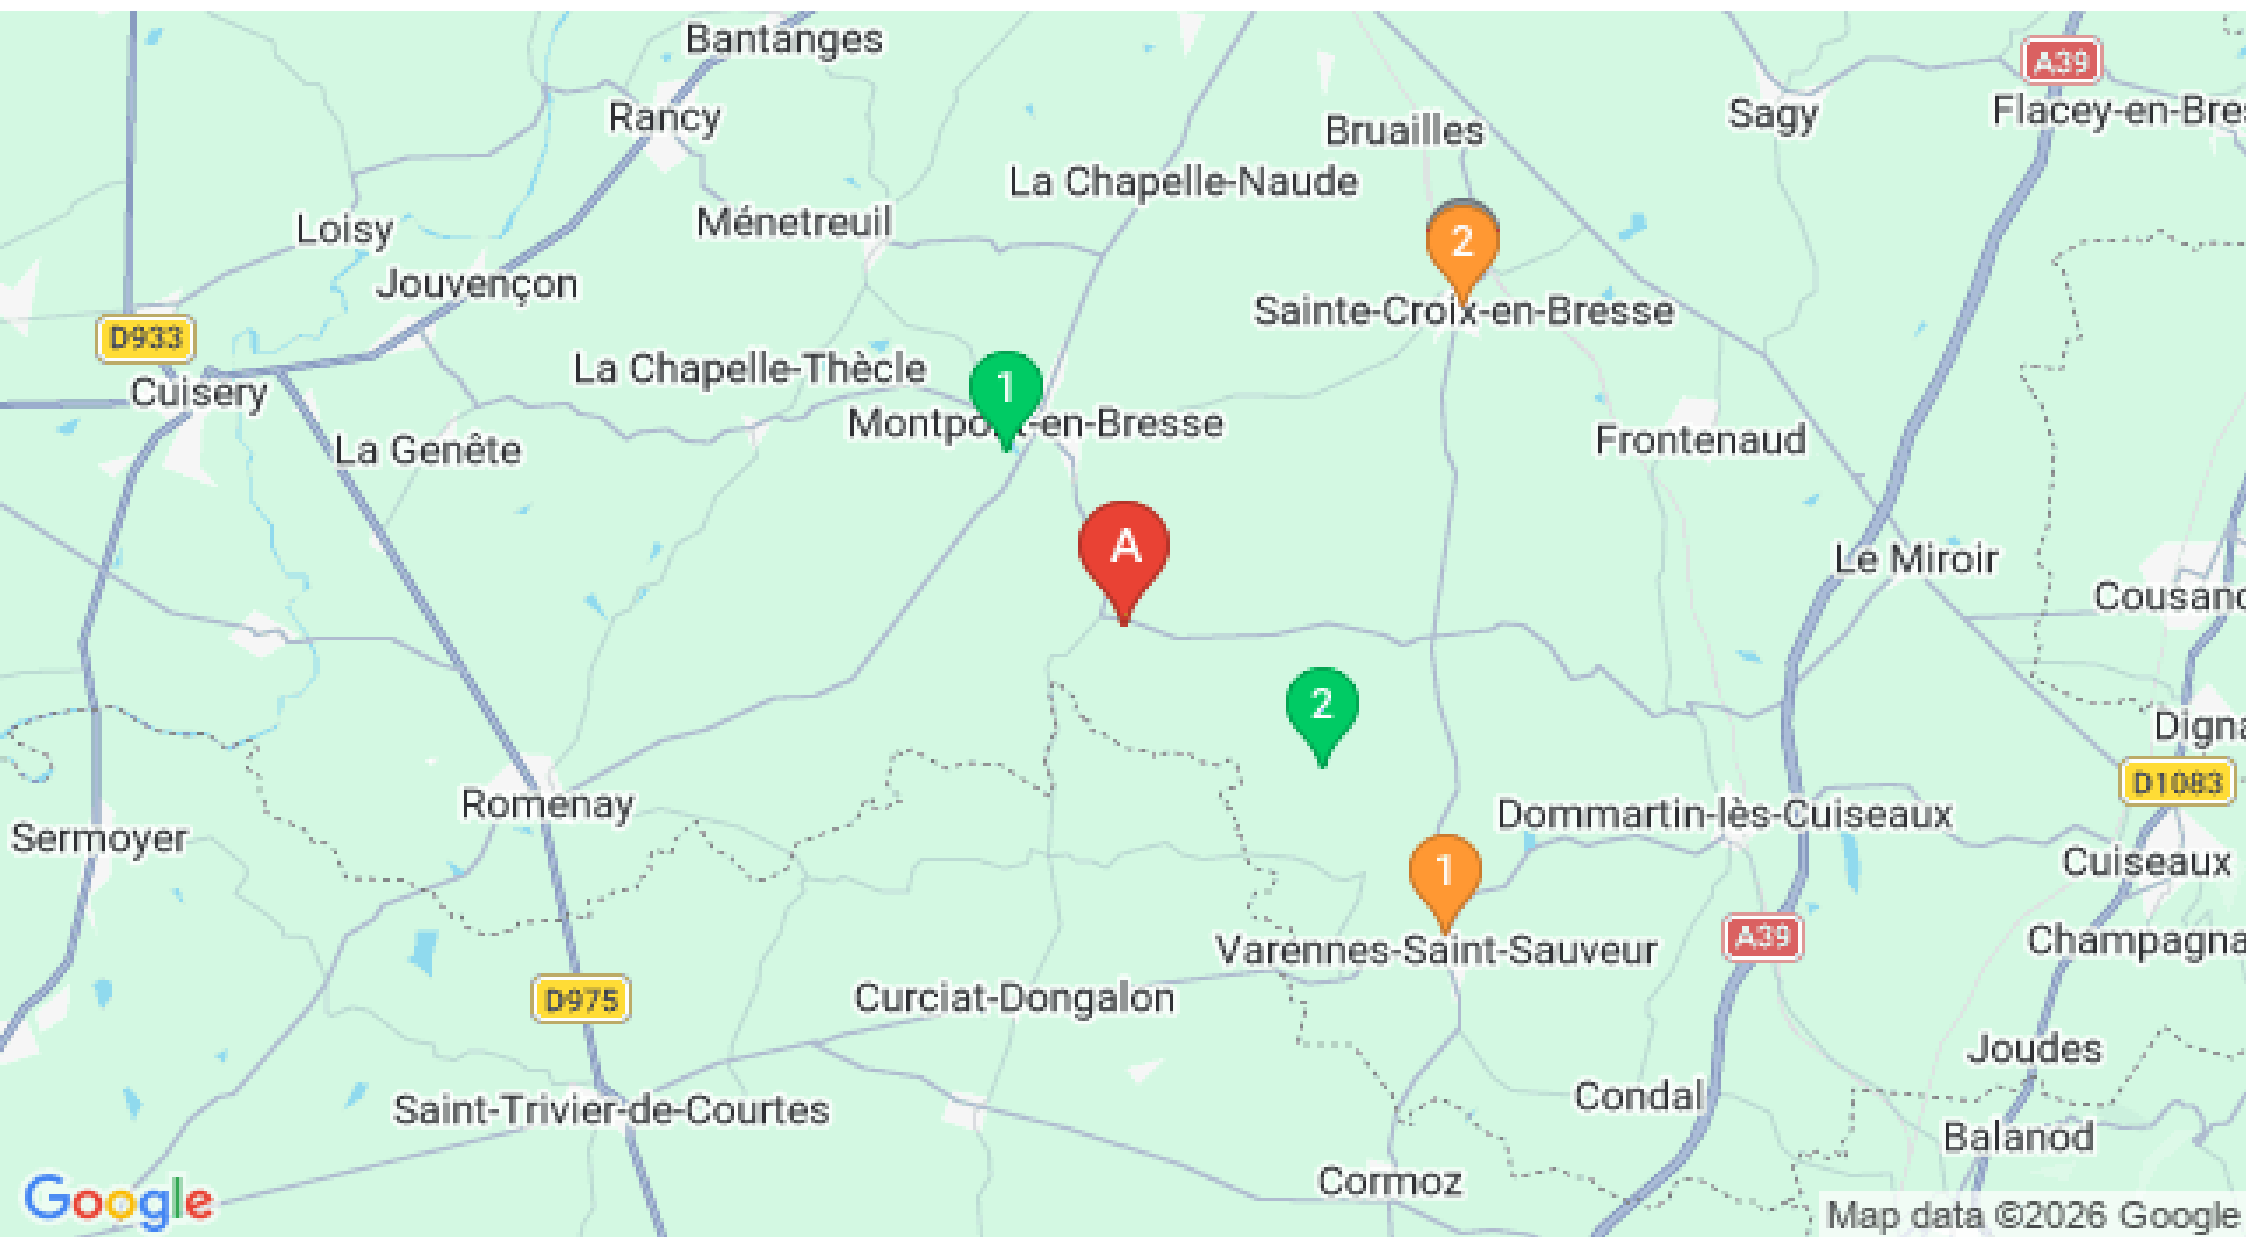 Bantanges
A39
Rancy
Sagy
Flacey-en-Bres
Bruailles
La Chapelle-Naude
Ménetreuil
Loisy
2
Jouvençon
Sainte-Croix-en-Bresse
D933
La Chapelle-Thècle
1
Cuisery
Montpont-en-Bresse
La Genête
Frontenaud
A
Le Miroir
Cousanc
2
Digna
D1083
Romenay
Dommartin-lès-Cuiseaux
Sermoyer
Cuiseaux
1
A39
Champagna
Varennes-Saint-Sauveur
D975
Curciat-Dongalon
Joudes
Condal
Saint-Trivier-de-Courtes
Balanod
Cormoz
Google
Map data ©2026 Google